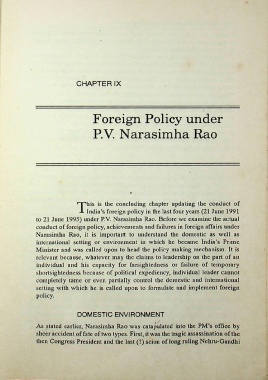 CHAPTER IX
Foreign Policy under
P.V. Narasimha Rao
This is the concluding chapter updating the conduct of
India's foreign policy in the last four years (21 June 1991
to 21 June 1995) under P.V. Narasimha Rao. Before we examine the actual
conduct of foreign policy, achievements and failures in foreign affairs under
Narasimha Rao, it is important to understand the domestic as well as
international setting or environment in which he became India's Prime
Minister and was called upon to head the policy making mechanism. It is
relevant because, whatever may the claims to leadership on the part of an
individual and his capacity for farsightedness or failure of temporary
shortsightedness because of political expediency, individual leader cannot
completely tame or even partially control the domestic and international
setting with which he is called upon to formulate and implement foreign
policy.
DOMESTIC ENVIRONMENT
As stated earlier, Narasimha Rao was catapulated into the PM's office by
sheer accident of fate of two types. First, it was the tragic assassination of the
then Congress President and the last (?) scion of long ruling Nehru-Gandhi